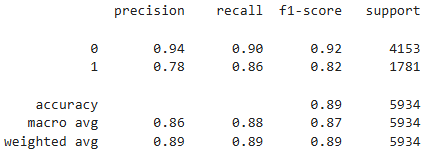 precision recall f1-score support
0 0.94 0.90 0.92 4153
1 0.78 0.86 0.82 1781
accuracy 0.89 5934
macro avg 0.86 0.88 0.87 5934
weighted avg 0.89 0.89 0.89 5934